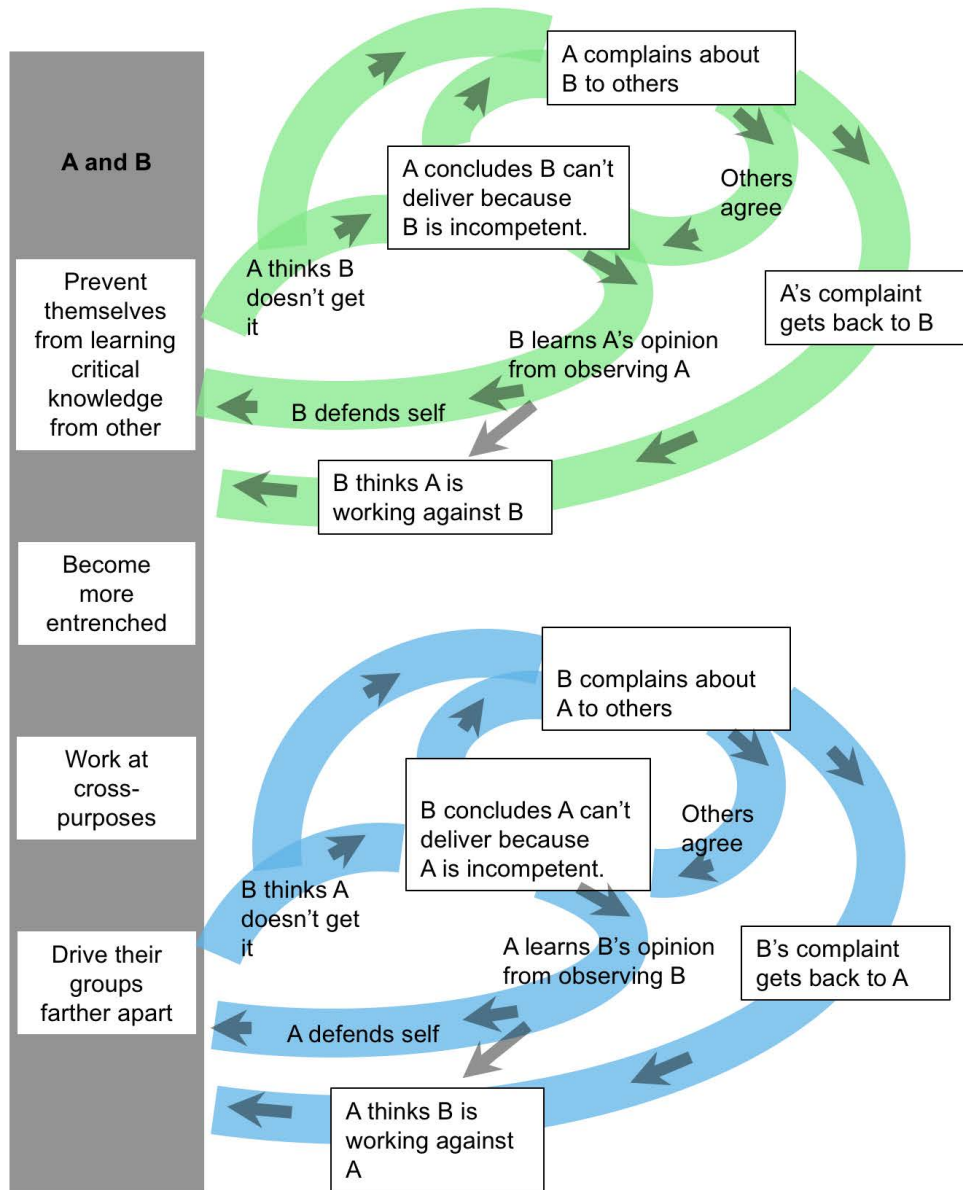 A and B
Prevent
themselves
from learning
critical
knowledge
from other
Become
more
entrenched
Work at
cross-
purposes
Drive their
groups
farther apart
A complains about
B to others
A concludes B can’t
deliver because
B is incompetent.
Others
agree
A thinks B
doesn’t get
it
A’s complaint
gets back to B
B learns A’s opinion
from observing A
B defends self
B thinks A is
working against B
B complains about
A to others
B concludes A can’t
deliver because
A is incompetent.
Others
agree
B thinks A
doesn’t get
it
A learns B’s opinion
from observing B
B’s complaint
gets back to A
A defends self
A thinks B is
working against
A